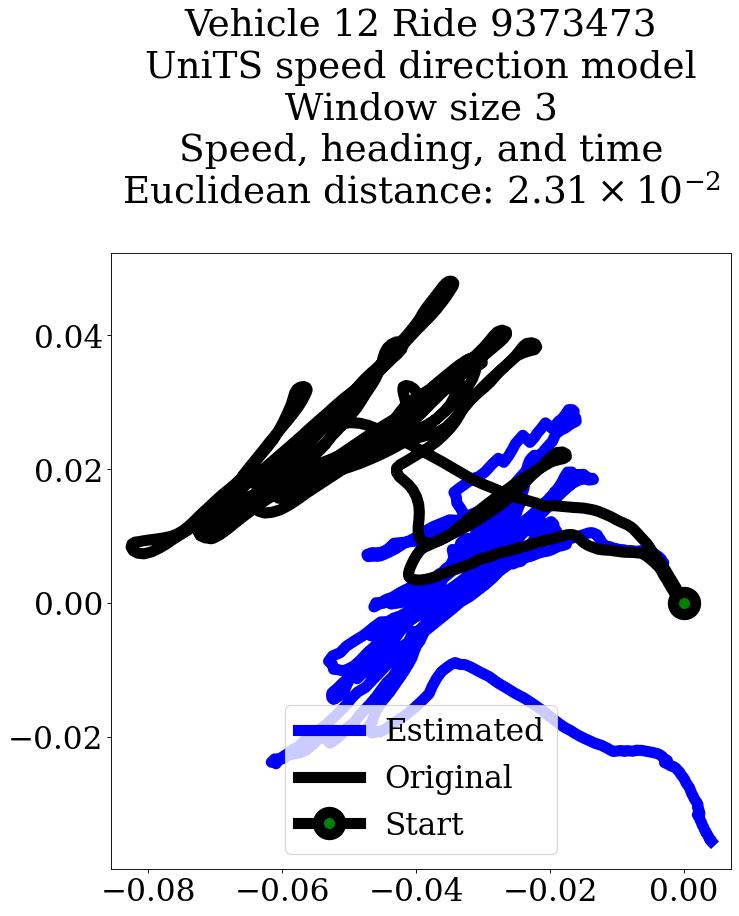 Vehicle 12 Ride 9373473
UniTS speed direction model
Window size 3
Speed, heading, and time
Euclidean distance: 2.31 × 10⁻²
0.04
0.02
0.00
−0.02
Estimated
Original
Start
−0.08 −0.06 −0.04 −0.02 0.00